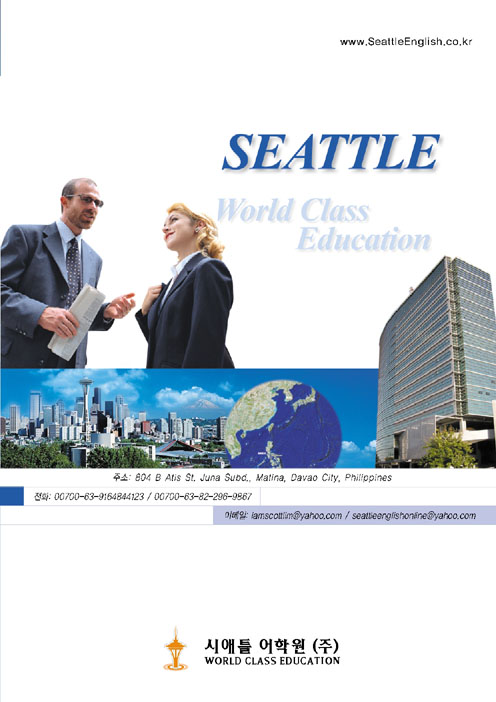 www.SeattleEnglish.co.kr
SEATTLE
World Class
Education
주소: 604 B Atis St. Juna Subd., Matina, Davao City, Philippines
전화: 00700-63-9164844123 / 00700-63-82-296-9867
이메일: iamscottlim@yahoo.com / seattleenglishonline@yahoo.com
시애틀 어학원 (주)
WORLD CLASS EDUCATION